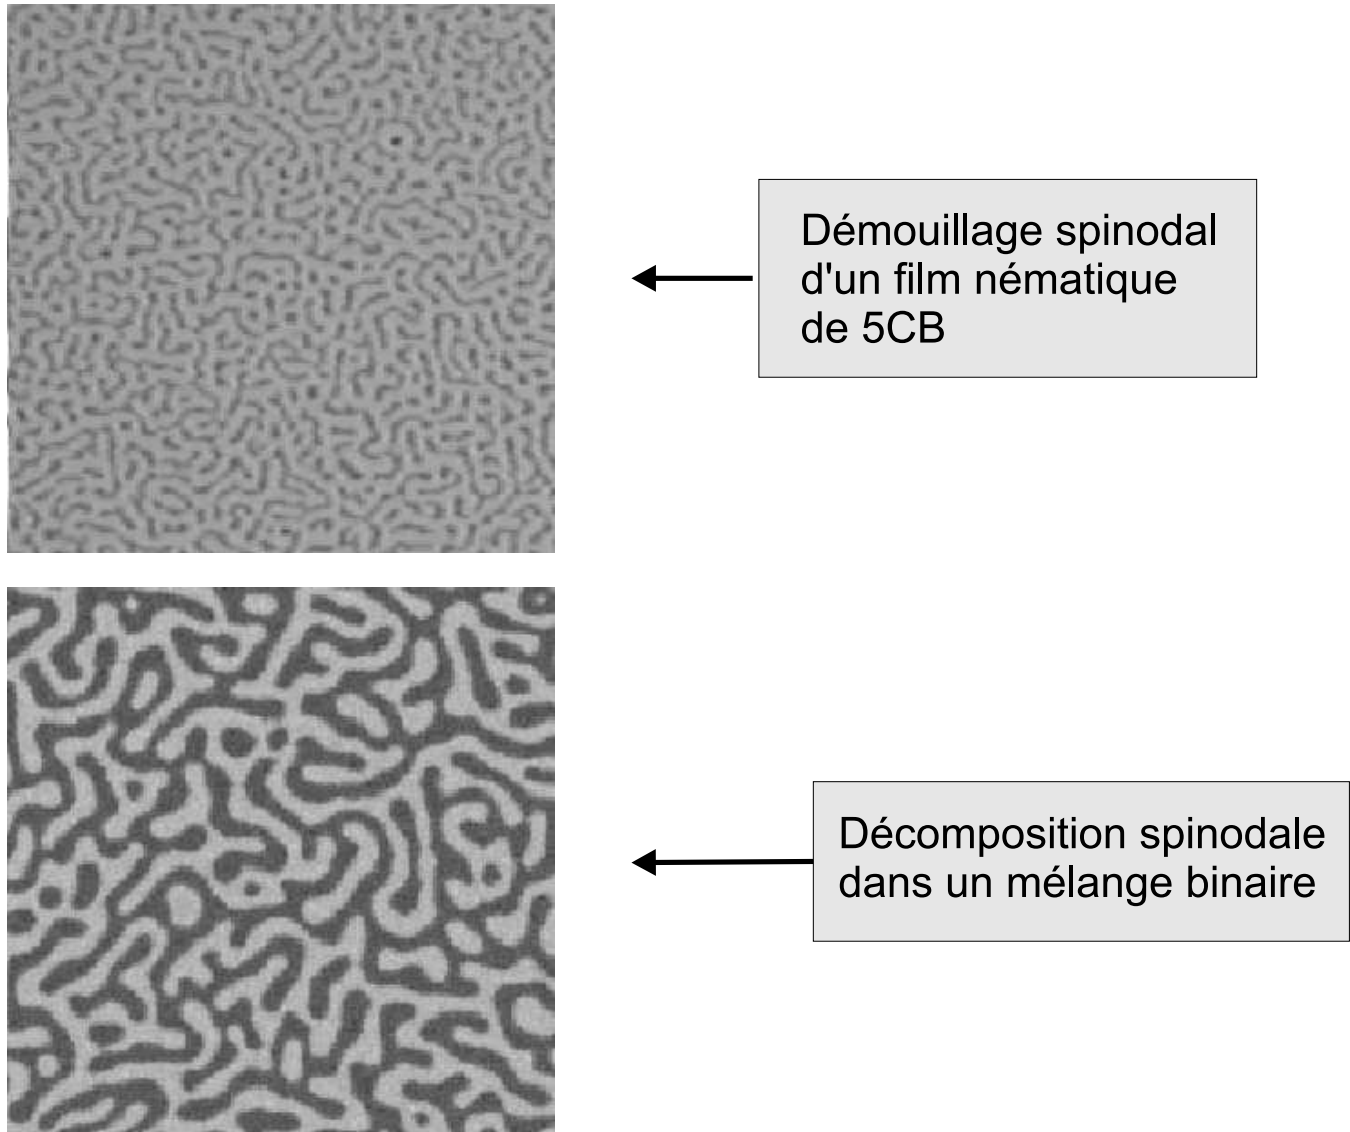 Démouillage spinodal
d'un film nématique
de 5CB
Décomposition spinodale
dans un mélange binaire